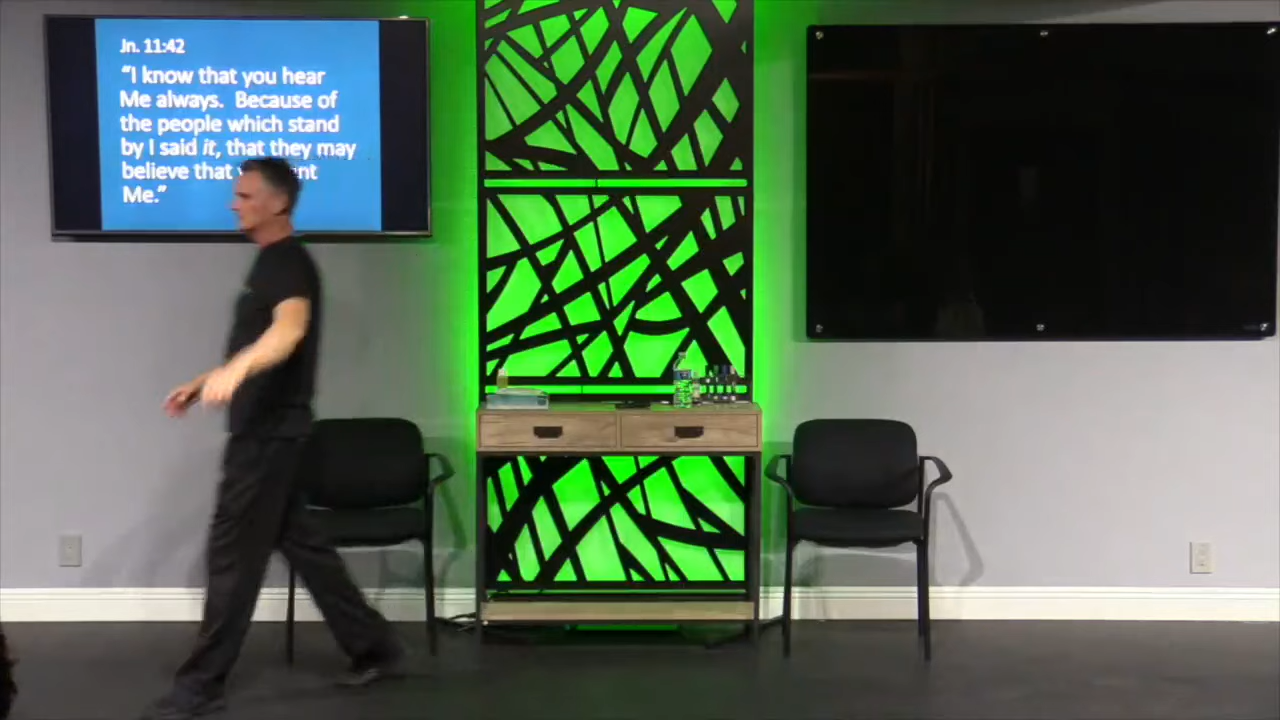 Jn. 11:42
“I know that you hear
Me always. Because of
the people which stand
by I said it, that they may
believe that
Me.”